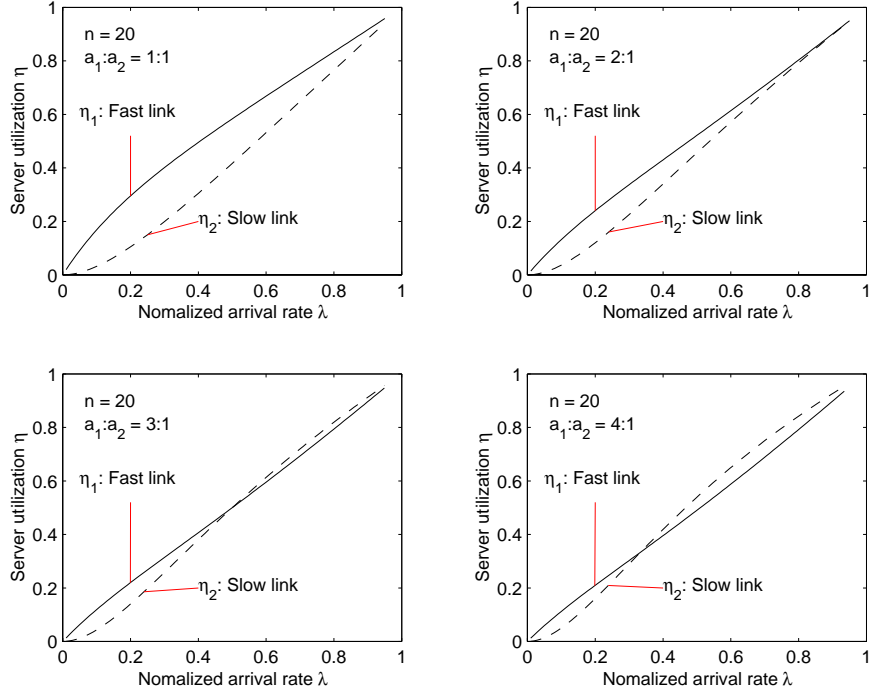 n = 20
a1:a2 = 1:1
η1: Fast link
η2: Slow link
Server utilization η
1
0.8
0.6
0.4
0.2
0
0 0.2 0.4 0.6 0.8 1
Nomalized arrival rate λ
n = 20
a1:a2 = 2:1
η1: Fast link
η2: Slow link
Server utilization η
1
0.8
0.6
0.4
0.2
0
0 0.2 0.4 0.6 0.8 1
Nomalized arrival rate λ
n = 20
a1:a2 = 3:1
η1: Fast link
η2: Slow link
Server utilization η
1
0.8
0.6
0.4
0.2
0
0 0.2 0.4 0.6 0.8 1
Nomalized arrival rate λ
n = 20
a1:a2 = 4:1
η1: Fast link
η2: Slow link
Server utilization η
1
0.8
0.6
0.4
0.2
0
0 0.2 0.4 0.6 0.8 1
Nomalized arrival rate λ